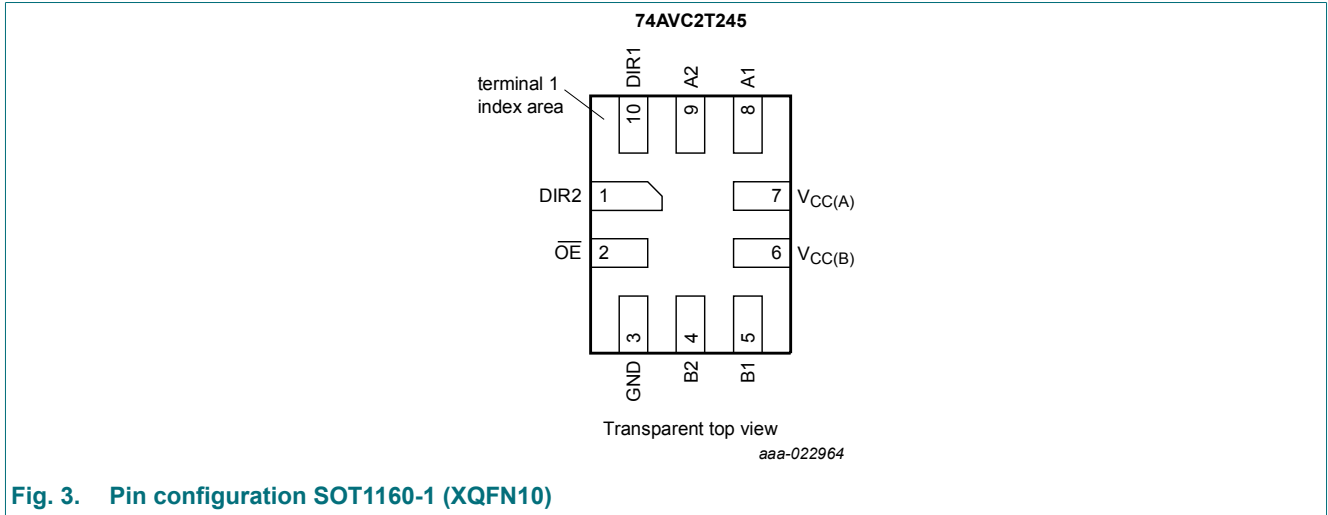 74AVC2T245
DIR1
A2
A1
terminal 1
index area
10
9
8
DIR2
1
7
VCC(A)
OE
2
6
VCC(B)
3
4
5
GND
B2
B1
Transparent top view
aaa-022964
Fig. 3. Pin configuration SOT1160-1 (XQFN10)